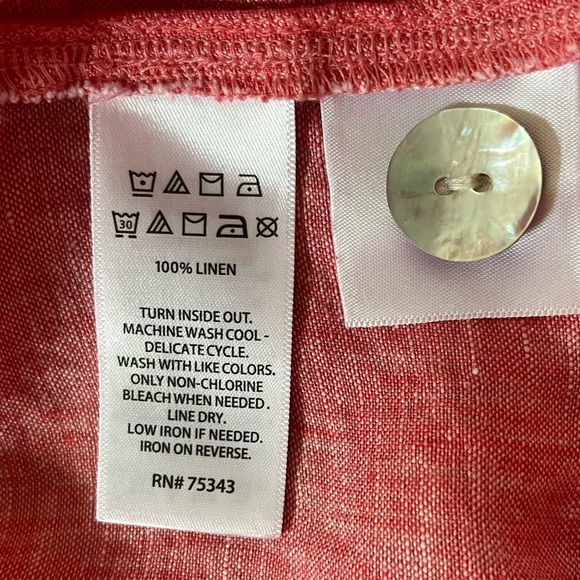 30
100% LINEN
TURN INSIDE OUT.
MACHINE WASH COOL -
DELICATE CYCLE.
WASH WITH LIKE COLORS.
ONLY NON-CHLORINE
BLEACH WHEN NEEDED.
LINE DRY.
LOW IRON IF NEEDED.
IRON ON REVERSE.
RN# 75343